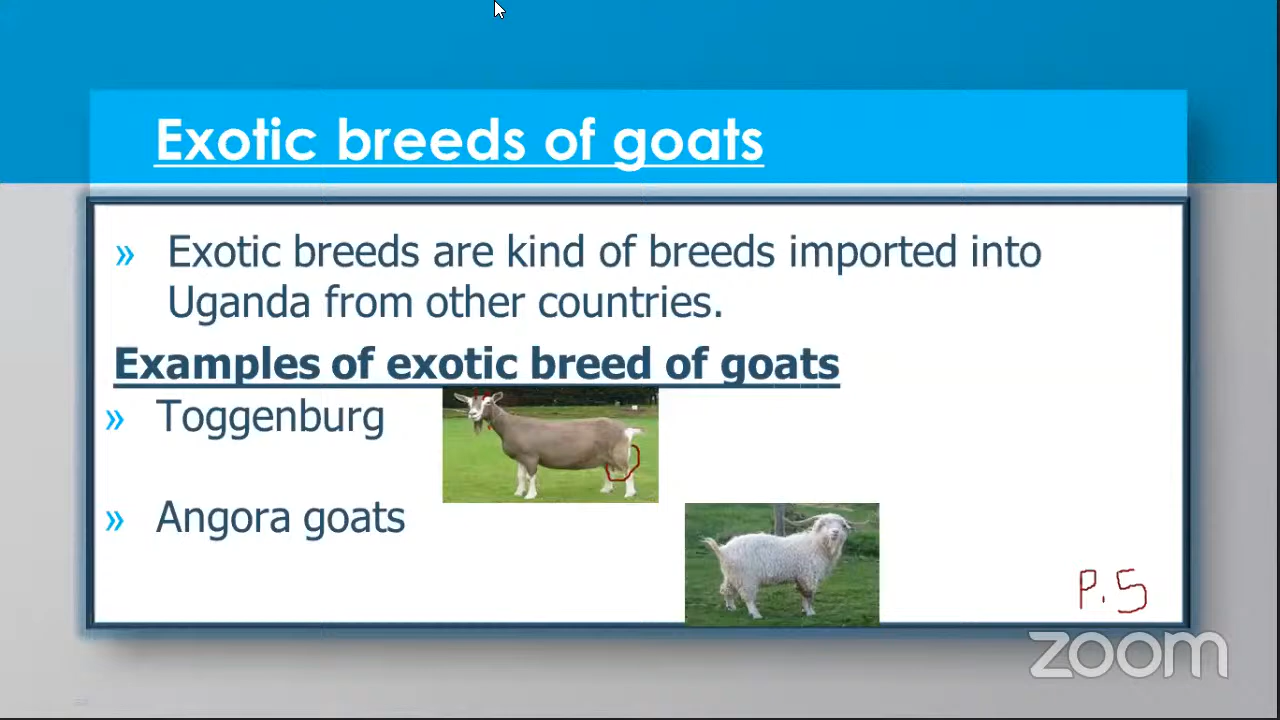 Exotic breeds of goats
» Exotic breeds are kind of breeds imported into
Uganda from other countries.
Examples of exotic breed of goats
» Toggenburg
» Angora goats
P.5
zoom